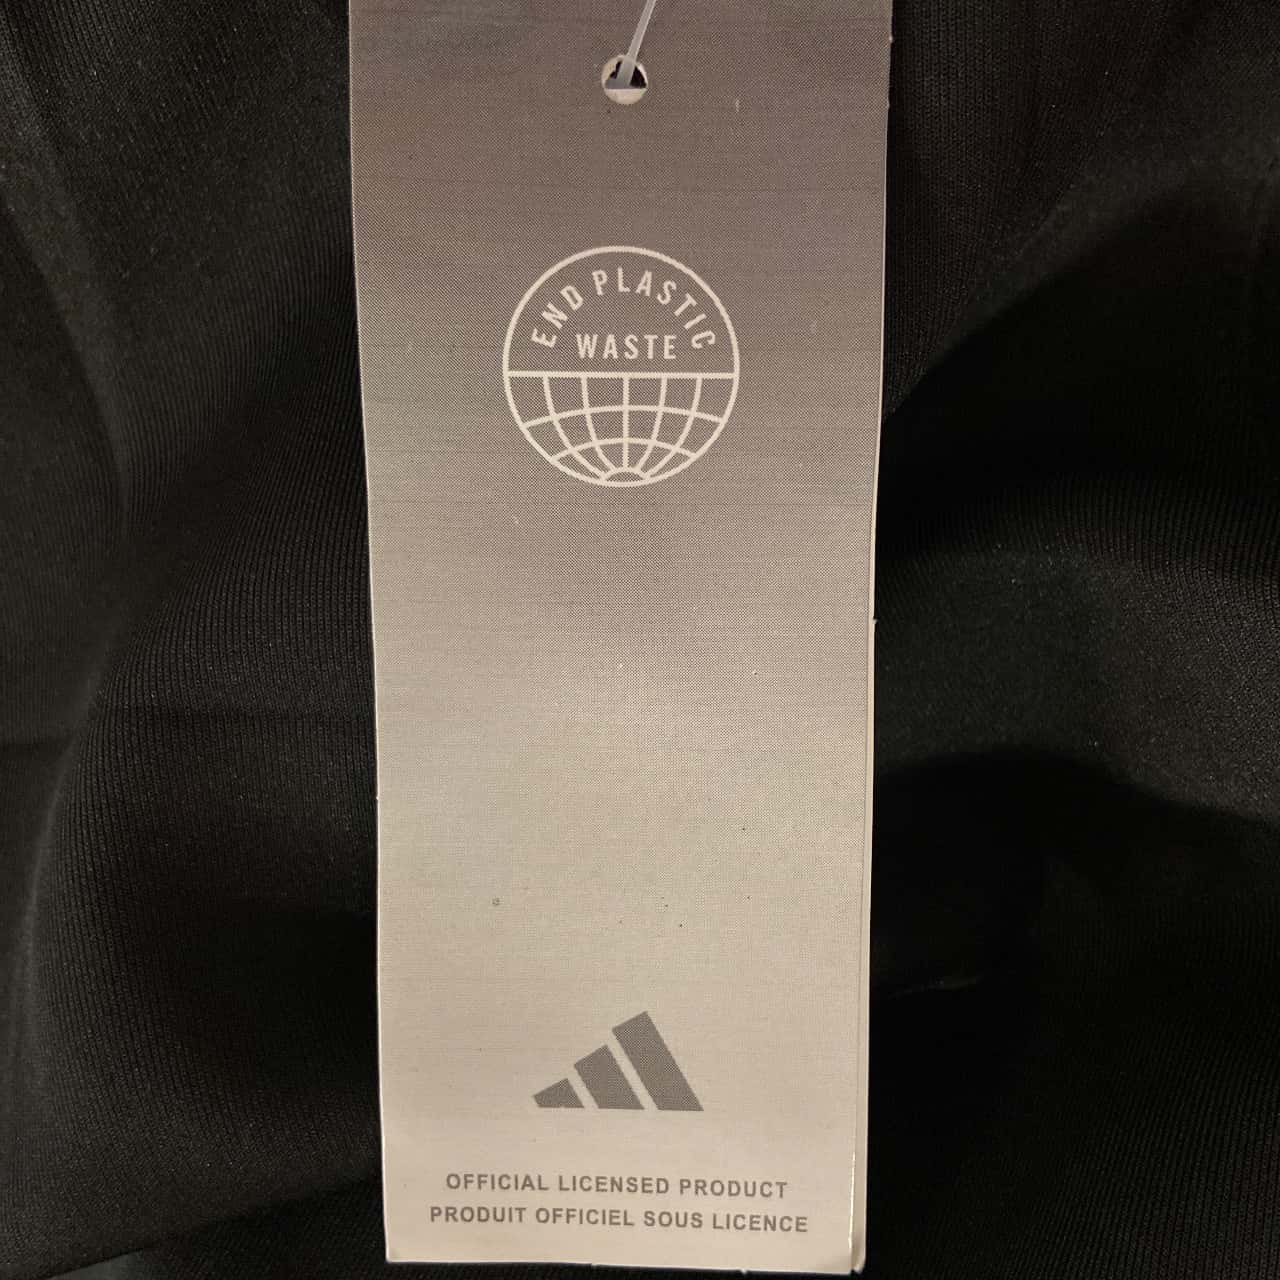 END PLASTIC
WASTE
OFFICIAL LICENSED PRODUCT
PRODUIT OFFICIEL SOUS LICENCE